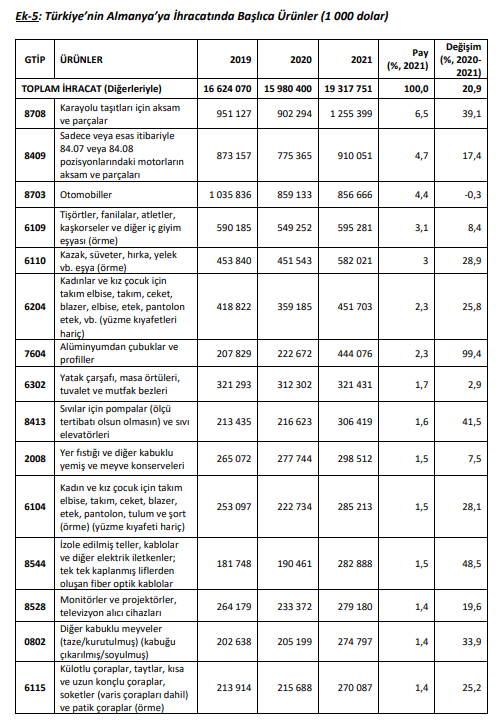 Ek-5: Türkiye’nin Almanya’ya İhracatında Başlıca Ürünler (1 000 dolar)
GTİP ÜRÜNLER 2019 2020 2021 Pay (%, 2021) Değişim (%, 2020-2021)
TOPLAM İHRACAT (Diğerleriyle) 16 624 070 15 980 400 19 317 751 100,0 20,9
8708 Karayolu taşıtları için aksam
ve parçalar 951 127 902 294 1 255 399 6,5 39,1
8409 Sadece veya esas itibariyle
84.07 veya 84.08
pozisyonlarındaki motorların
aksam ve parçaları 873 157 775 365 910 051 4,7 17,4
8703 Otomobiller 1 035 836 859 133 856 666 4,4 -0,3
6109 Tişörtler, fanilalar, atletler,
kaşkorseler ve diğer iç giyim
eşyası (örme) 590 185 549 252 595 281 3,1 8,4
6110 Kazak, süveter, hırka, yelek
vb. eşya (örme) 453 840 451 543 582 021 3 28,9
6204 Kadınlar ve kız çocuk için
takım elbise, takım, ceket,
blazer, elbise, etek, pantolon
etek, vb. (yüzme kıyafetleri
hariç) 418 822 359 185 451 703 2,3 25,8
7604 Alüminyumdan çubuklar ve
profiller 207 829 222 672 444 076 2,3 99,4
6302 Yatak çarşafı, masa örtüleri,
tuvalet ve mutfak bezleri 321 293 312 302 321 431 1,7 2,9
8413 Sıvılar için pompalar (ölçü
tertibatı olsun olmasın) ve sıvı
elevatörleri 213 435 216 623 306 419 1,6 41,5
2008 Yer fıstığı ve diğer kabuklu
yemiş ve meyve konserveleri 265 072 277 744 298 512 1,5 7,5
6104 Kadın ve kız çocuk için takım
elbise, takım, ceket, blazer,
etek, pantolon, tulum ve şort
(örme) (yüzme kıyafeti hariç) 253 097 222 734 285 213 1,5 28,1
8544 İzole edilmiş teller, kablolar
ve diğer elektrik iletkenler;
tek tek kaplanmış liflerden
oluşan fiber optik kablolar 181 748 190 461 282 888 1,5 48,5
8528 Monitörler ve projektörler,
televizyon alıcı cihazları 264 179 233 372 279 180 1,4 19,6
0802 Diğer kabuklu meyveler
(taze/kurutulmuş) (kabuğu
çıkarılmış/soyulmuş) 202 638 205 199 274 797 1,4 33,9
6115 Külotlu çoraplar, taytlar, kısa
ve uzun konçlu çoraplar,
soketler (varis çorapları dahil)
ve patik çoraplar (örme) 213 914 215 688 270 087 1,4 25,2